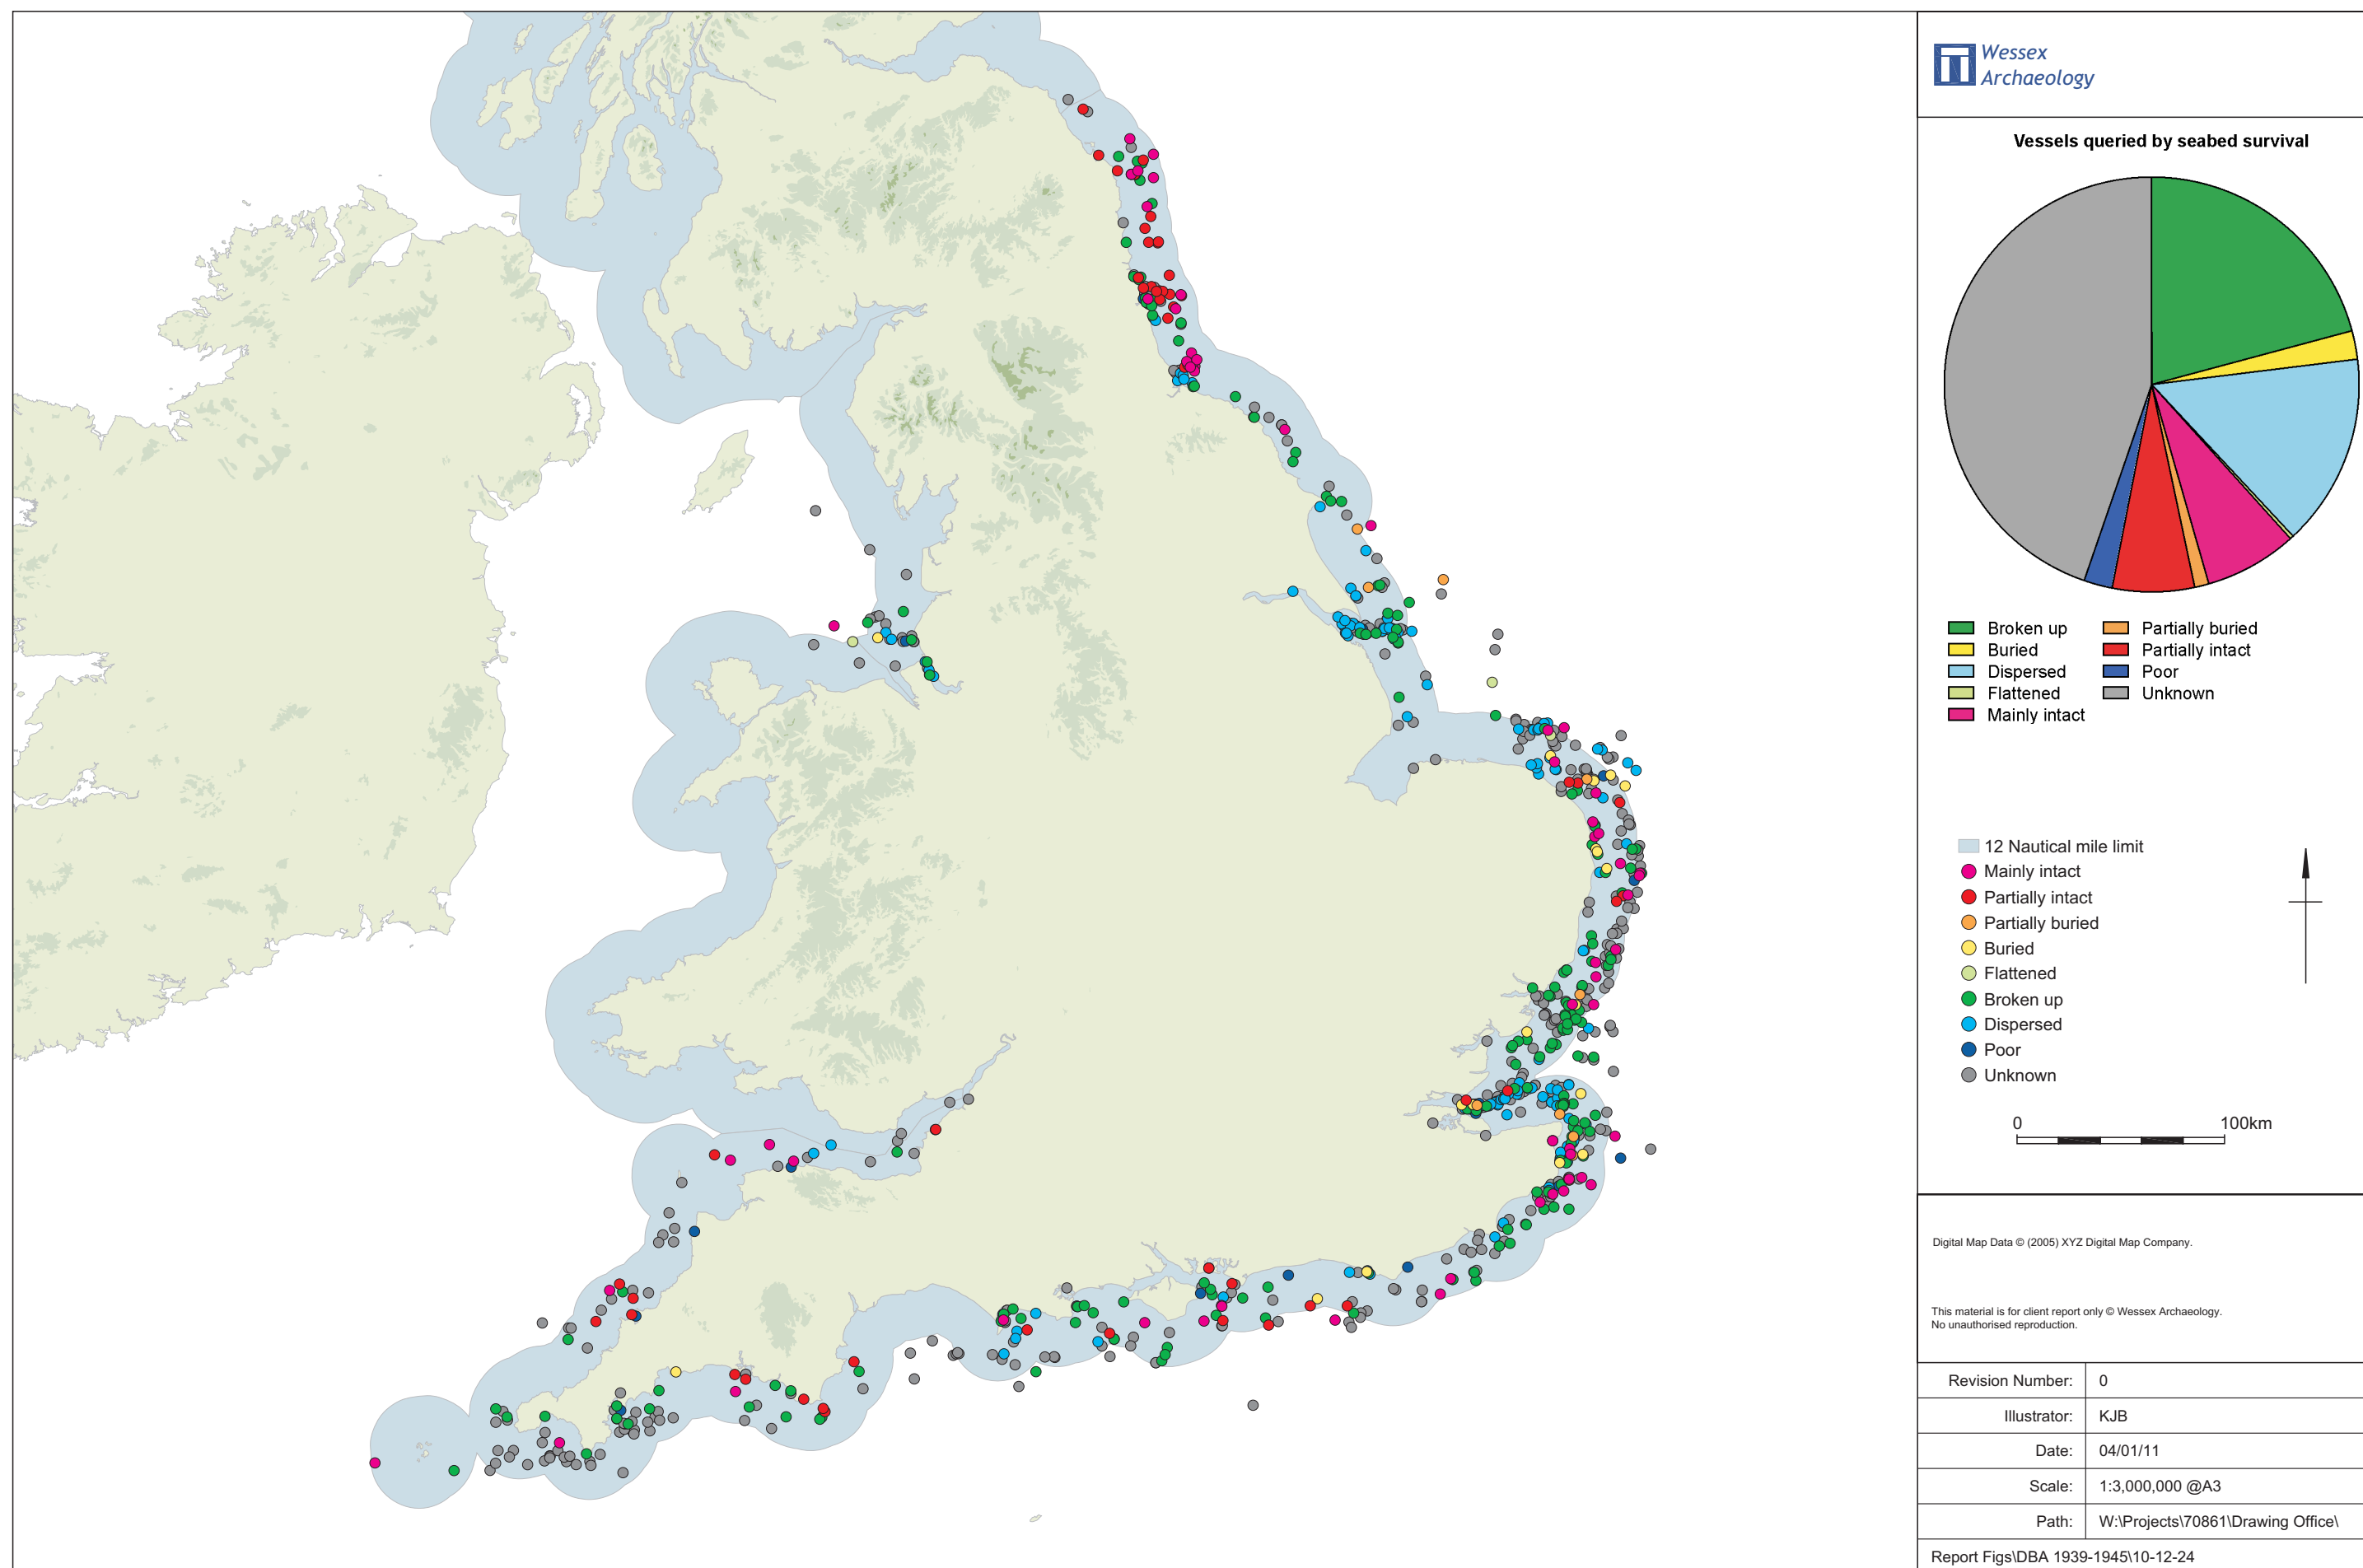 Wessex
Archaeology
Vessels queried by seabed survival
Broken up
Buried
Dispersed
Flattened
Mainly intact
Partially buried
Partially intact
Poor
Unknown
12 Nautical mile limit
Mainly intact
Partially intact
Partially buried
Buried
Flattened
Broken up
Dispersed
Poor
Unknown
0 100km
Digital Map Data © (2005) XYZ Digital Map Company.
This material is for client report only © Wessex Archaeology.
No unauthorised reproduction.
Revision Number: 0
Illustrator: KJB
Date: 04/01/11
Scale: 1:3,000,000 @A3
Path: W:\Projects\70861\Drawing Office\
Report Figs\DBA 1939-1945\10-12-24